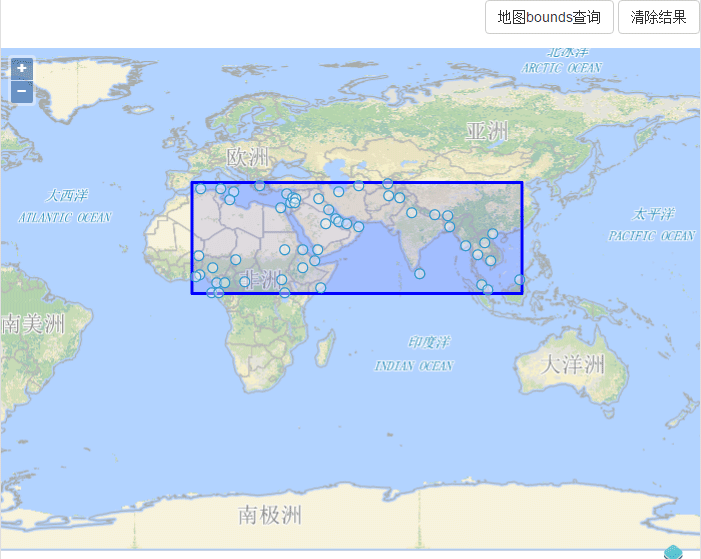 地图bounds查询 清除结果
北冰洋
ARCTIC OCEAN
+
−
亚洲
欧洲
大西洋
ATLANTIC OCEAN
太平洋
PACIFIC OCEAN
非洲
南美洲
印度洋
INDIAN OCEAN
大洋洲
南极洲